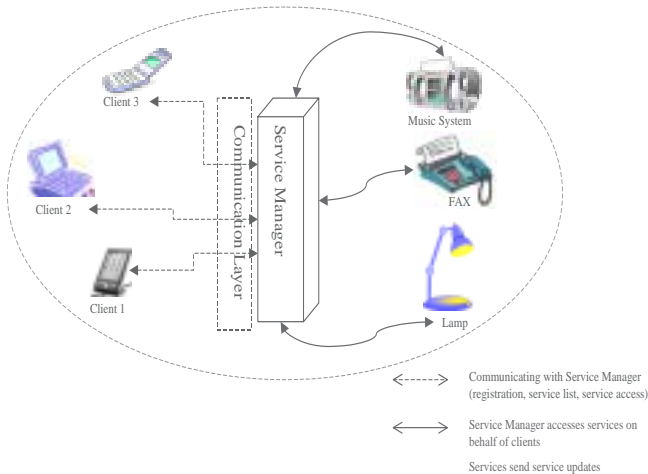 Client 3
Music System
Communication Layer
Service Manager
Client 2
FAX
Client 1
Lamp
Communicating with Service Manager
(registration, service list, service access)
Service Manager accesses services on
behalf of clients
Services send service updates